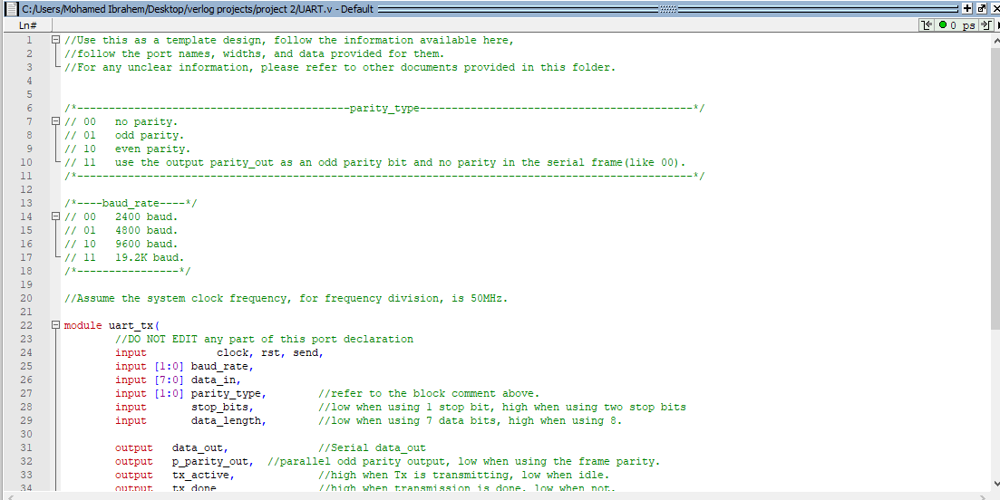 C:/Users/Mohamed Ibrahem/Desktop/verlog projects/project 2/UART.v - Default
Ln#
0 ps
1 //Use this as a template design, follow the information available here,
2 //follow the port names, widths, and data provided for them.
3 //For any unclear information, please refer to other documents provided in this folder.
4
5
6 /*-------------------------------------------parity_type-------------------------------------------*/
7 // 00 no parity.
8 // 01 odd parity.
9 // 10 even parity.
10 // 11 use the output parity_out as an odd parity bit and no parity in the serial frame(like 00).
11 /*-------------------------------------------------------------------------------------------------*/
12
13 /*----baud_rate----*/
14 // 00 2400 baud.
15 // 01 4800 baud.
16 // 10 9600 baud.
17 // 11 19.2K baud.
18 /*----------------*/
19
20 //Assume the system clock frequency, for frequency division, is 50MHz.
21
22 module uart_tx(
23 //DO NOT EDIT any part of this port declaration
24 input clock, rst, send,
25 input [1:0] baud_rate,
26 input [7:0] data_in,
27 input [1:0] parity_type, //refer to the block comment above.
28 input stop_bits, //low when using 1 stop bit, high when using two stop bits
29 input data_length, //low when using 7 data bits, high when using 8.
30
31 output data_out, //Serial data_out
32 output p_parity_out, //parallel odd parity output, low when using the frame parity.
33 output tx_active, //high when Tx is transmitting, low when idle.
34 output tx_done //high when transmission is done, low when not.